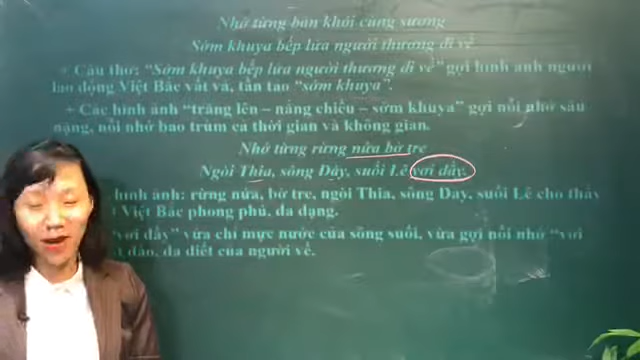 Nhớ từng bản khói cùng sương
Sớm khuya bếp lửa người thương đi về
+ Câu thơ: “Sớm khuya bếp lửa người thương đi về” gợi hình ảnh người
lao động Việt Bắc vất vả, tần tảo “sớm khuya”.
+ Các hình ảnh “trăng lên – nắng chiều – sớm khuya” gợi nỗi nhớ sâu
nặng, nỗi nhớ bao trùm cả thời gian và không gian.
Nhớ từng rừng nứa bờ tre
Ngòi Thia, sông Đáy, suối Lê vơi đầy.
hình ảnh: rừng nứa, bờ tre, ngòi Thia, sông Đáy, suối Lê cho thấy
Việt Bắc phong phú, đa dạng.
“vơi đầy” vừa chỉ mực nước của sông suối, vừa gợi nỗi nhớ “vơi
dào, da diết của người về.